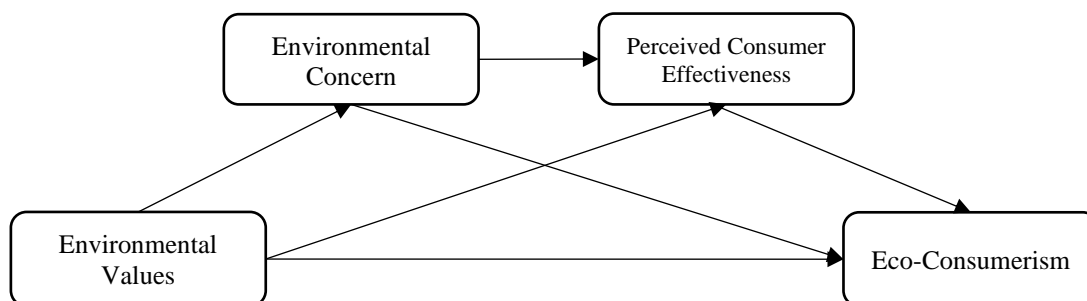 Environmental
Concern
Perceived Consumer
Effectiveness
Environmental
Values
Eco-Consumerism